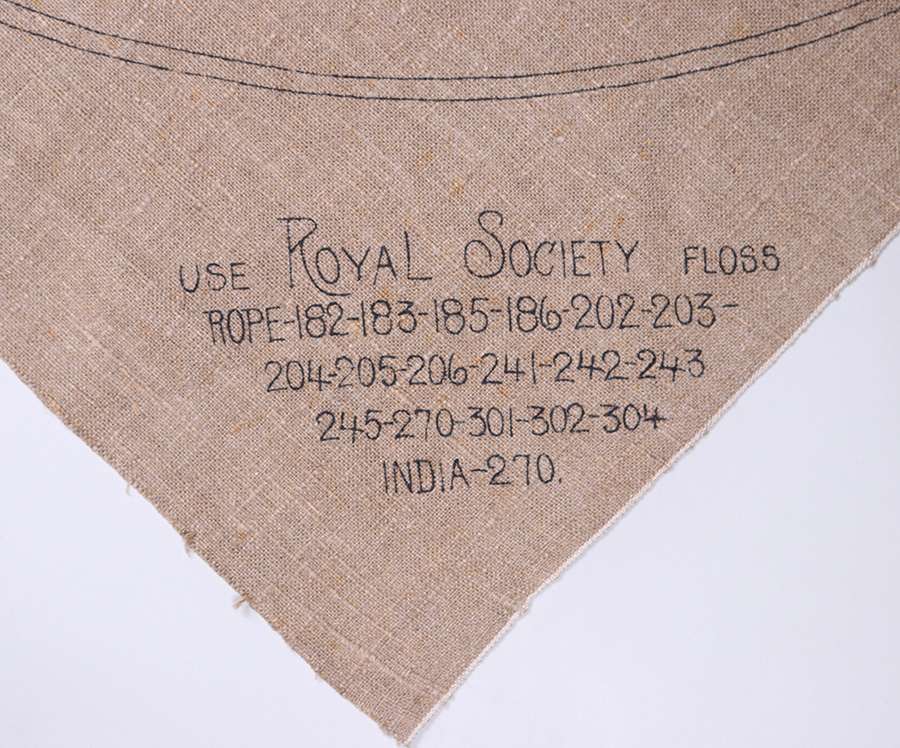 USE ROYAL SOCIETY FLOSS
ROPE-182-183-185-186-202-203-
204-205-206-241-242-243
245-270-301-302-304
INDIA-270.